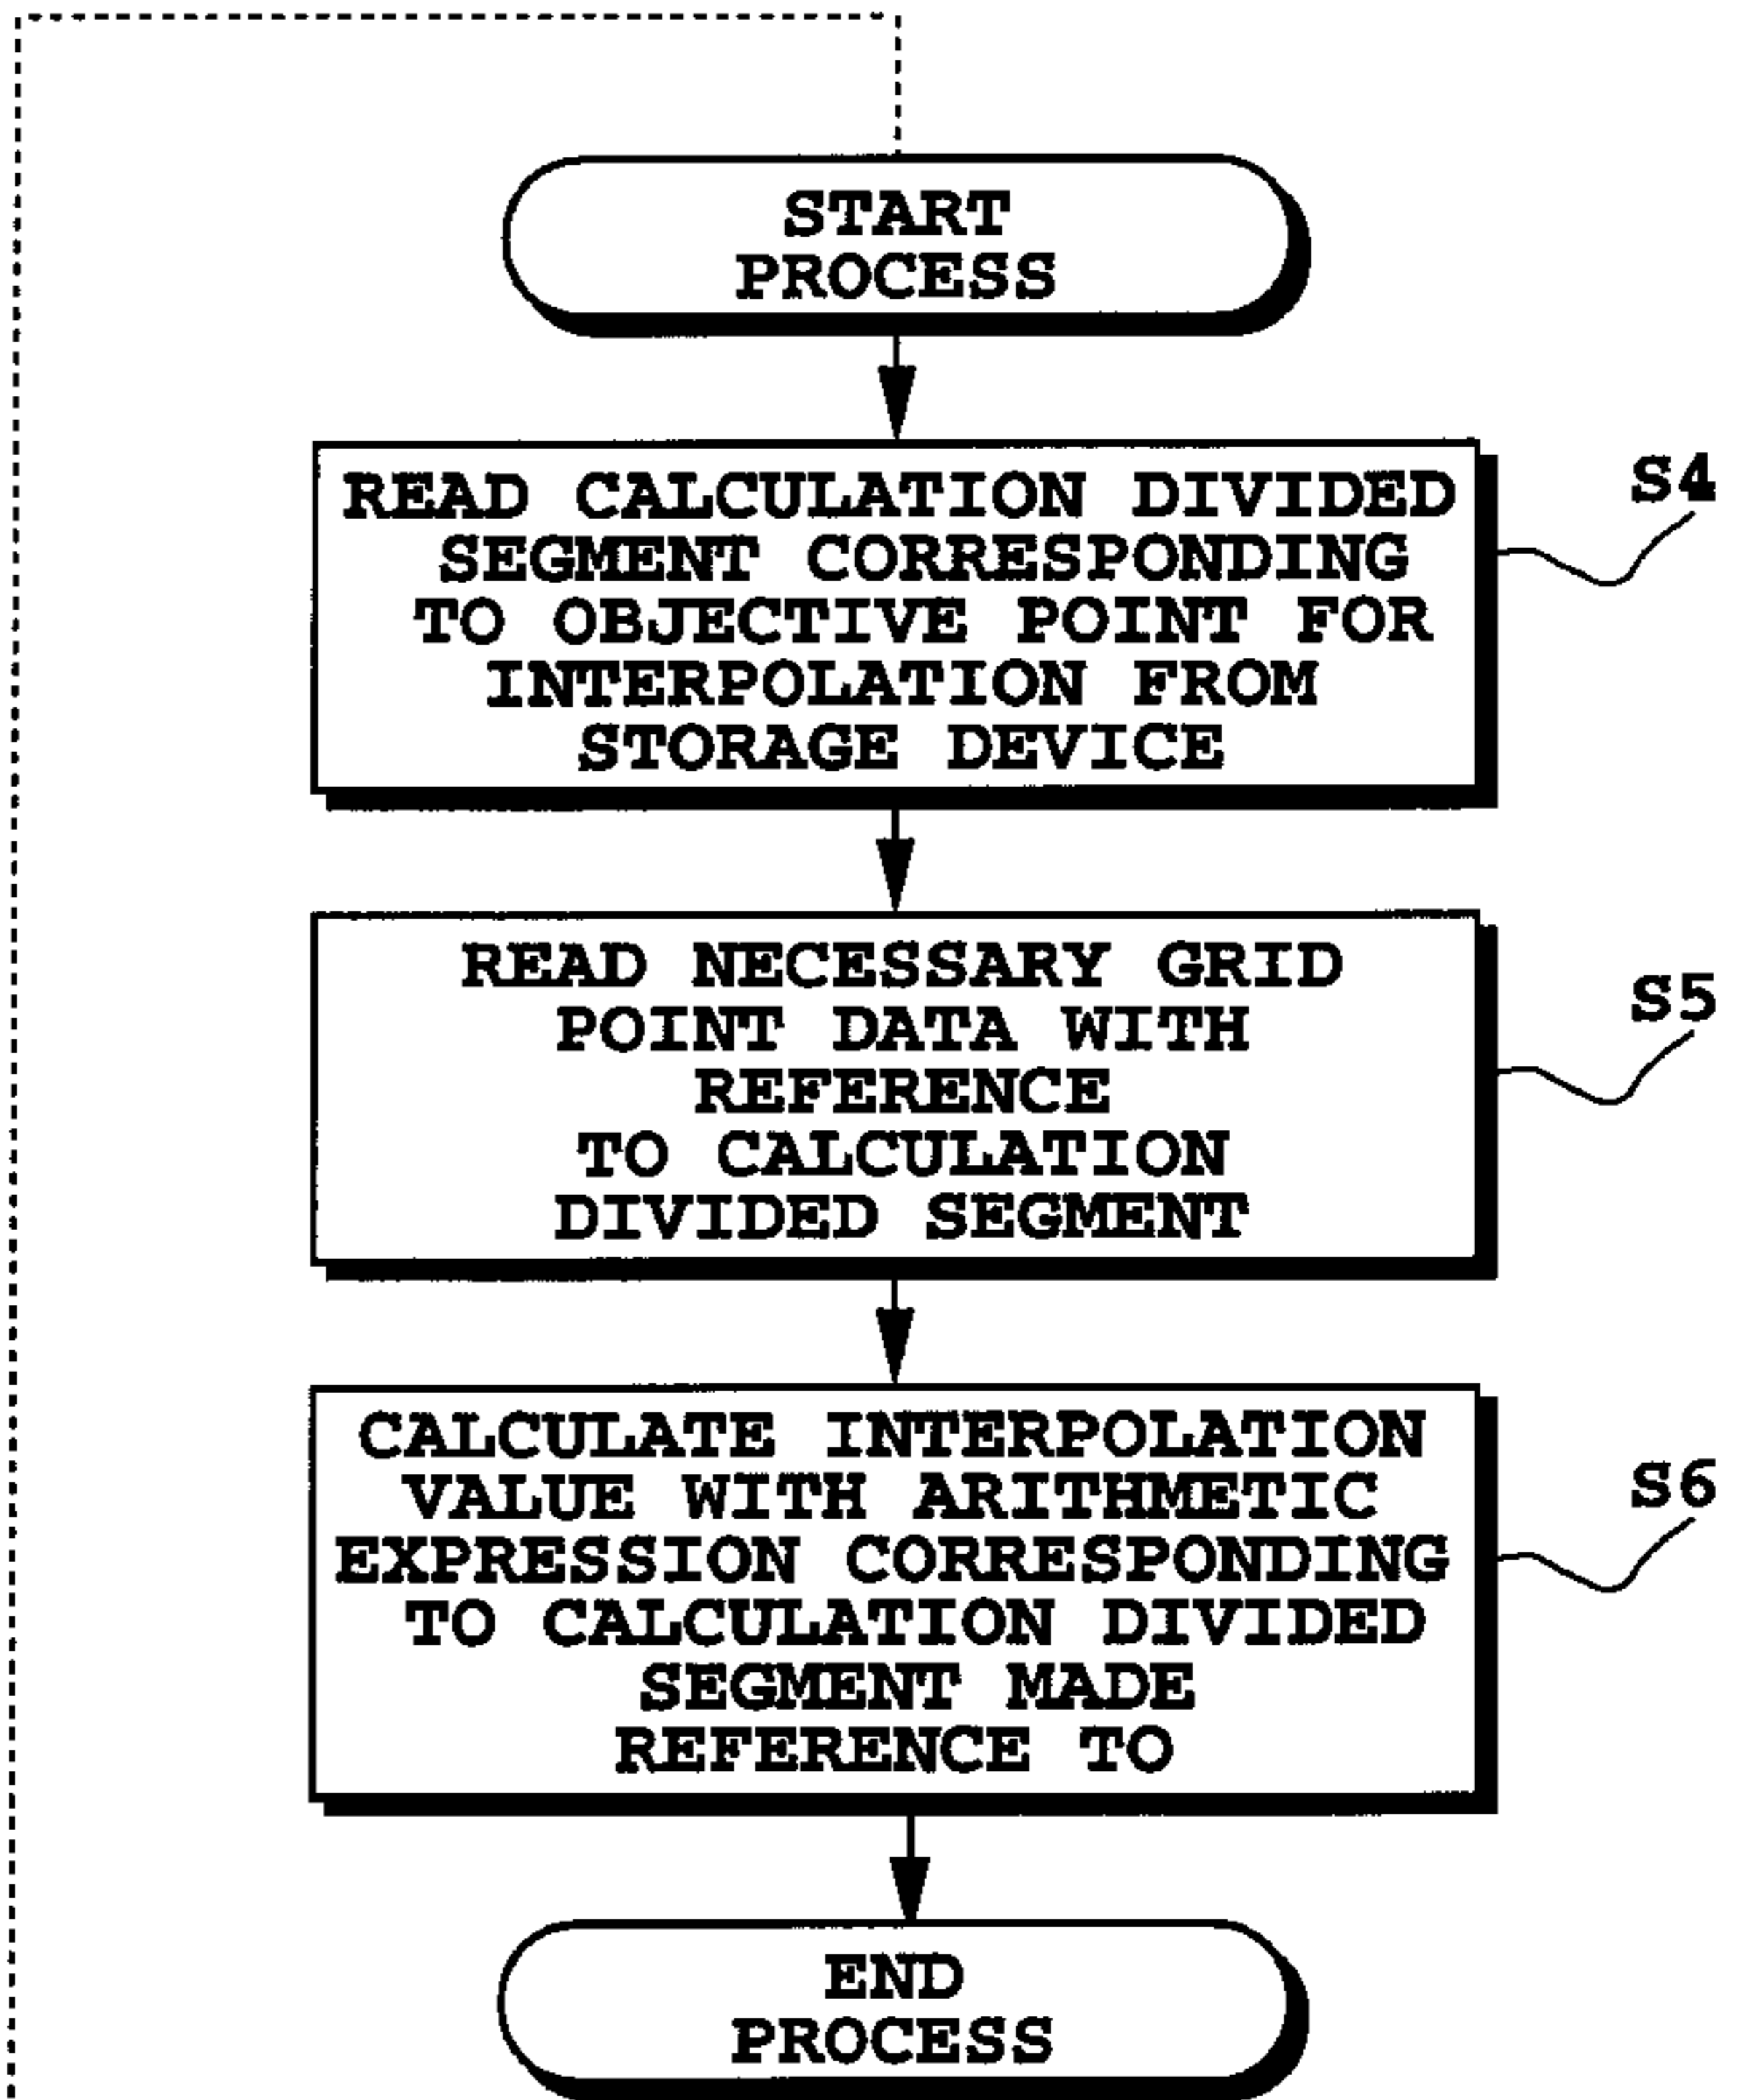 START
PROCESS
READ CALCULATION DIVIDED
SEGMENT CORRESPONDING
TO OBJECTIVE POINT FOR
INTERPOLATION FROM
STORAGE DEVICE
S4
READ NECESSARY GRID
POINT DATA WITH
REFERENCE
TO CALCULATION
DIVIDED SEGMENT
S5
CALCULATE INTERPOLATION
VALUE WITH ARITHMETIC
EXPRESSION CORRESPONDING
TO CALCULATION DIVIDED
SEGMENT MADE
REFERENCE TO
S6
END
PROCESS